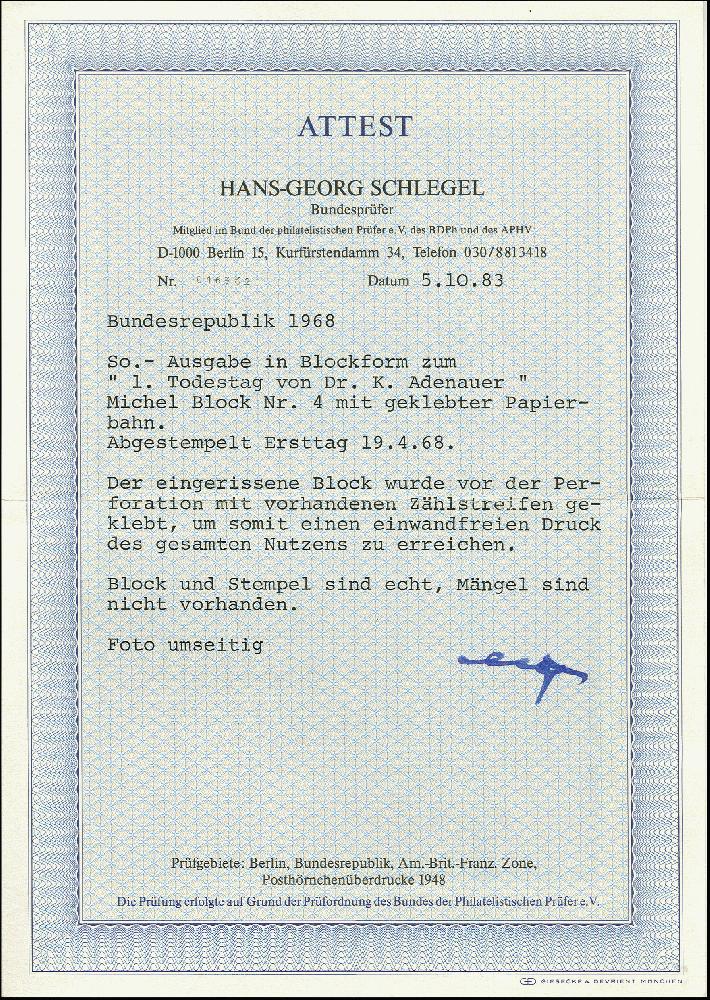 ATTEST
HANS-GEORG SCHLEGEL
Bundesprüfer
Mitglied im Bund der philatelistischen Prüfer e.V. des BDPh und des APHV
D-1000 Berlin 15, Kurfürstendamm 34, Telefon 030/8813418
Nr. Datum 5.10.83
Bundesrepublik 1968
So.- Ausgabe in Blockform zum
" 1. Todestag von Dr. K. Adenauer "
Michel Block Nr. 4 mit geklebter Papier-
bahn.
Abgestempelt Ersttag 19.4.68.
Der eingerissene Block wurde vor der Per-
foration mit vorhandenen Zählstreifen ge-
klebt, um somit einen einwandfreien Druck
des gesamten Nutzens zu erreichen.
Block und Stempel sind echt, Mängel sind
nicht vorhanden.
Foto umseitig
Prüfgebiete: Berlin, Bundesrepublik, Am.-Brit.-Franz. Zone,
Posthörnchenüberdrucke 1948
Die Prüfung erfolgte auf Grund der Prüfordnung des Bundes der Philatelistischen Prüfer e.V.
GIESECKE & DEVRIENT MÜNCHEN